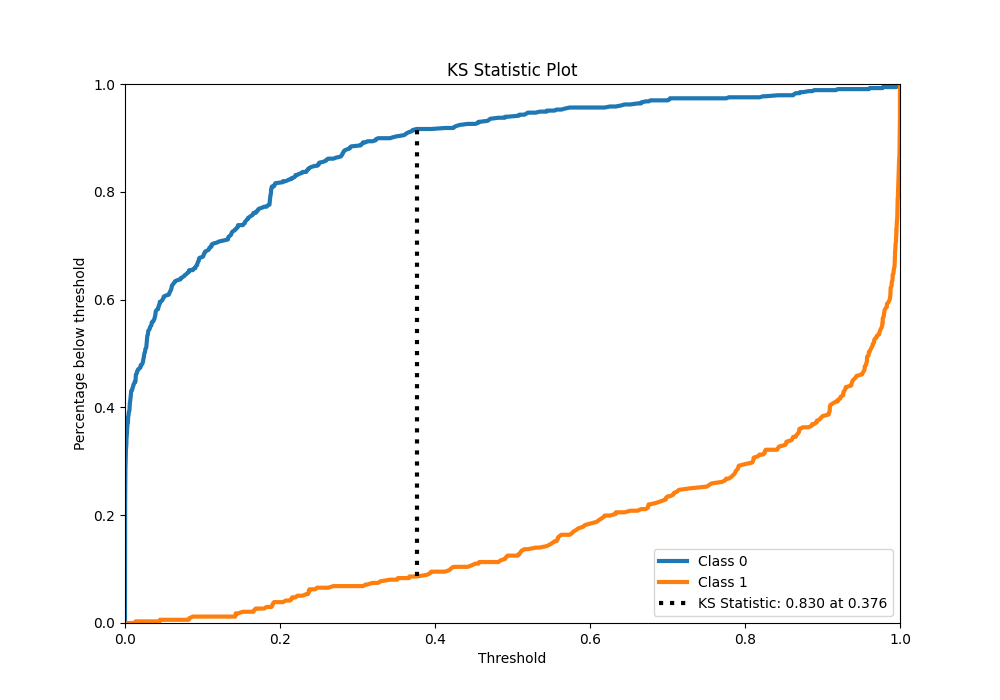 KS Statistic Plot
Percentage below threshold
1.0
0.8
0.6
0.4
0.2
0.0
0.0 0.2 0.4 0.6 0.8 1.0
Threshold
Class 0
Class 1
KS Statistic: 0.830 at 0.376